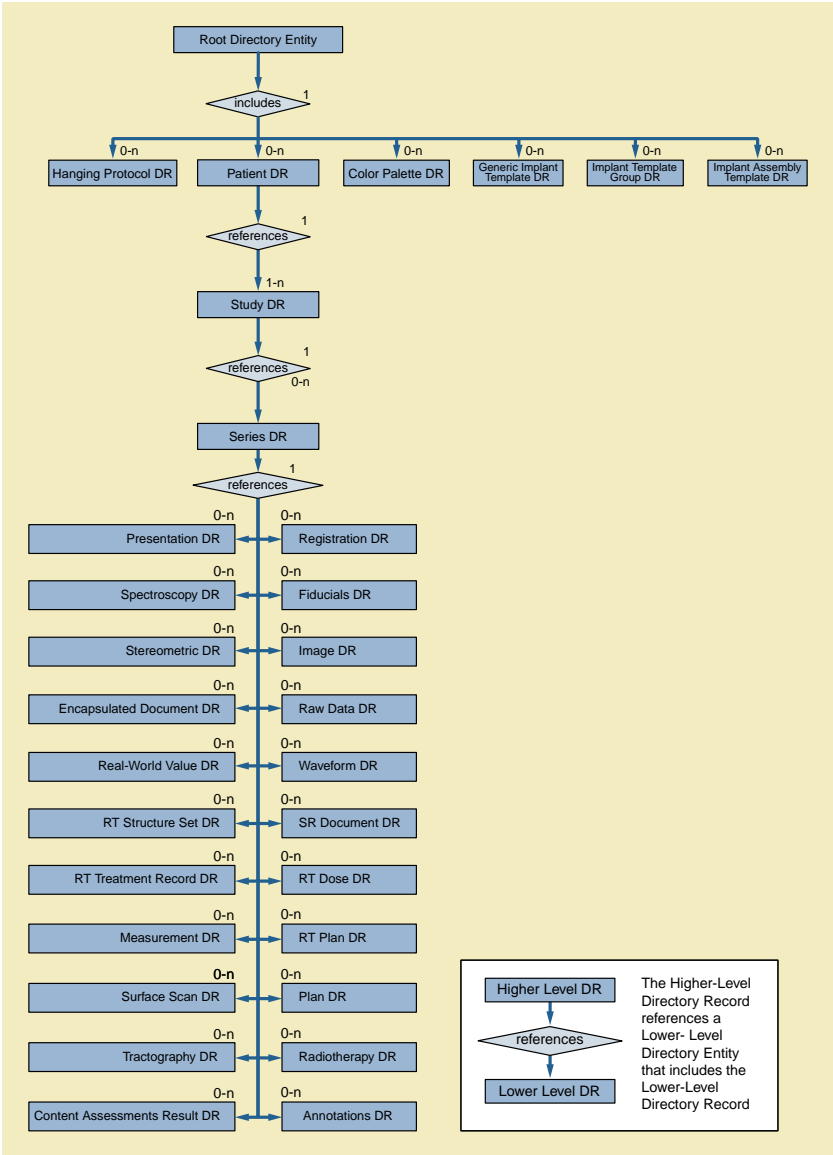 Root Directory Entity
1
includes
0-n
0-n
0-n
0-n
0-n
0-n
Hanging Protocol DR
Patient DR
Color Palette DR
Generic Implant
Template DR
Implant Template
Group DR
Implant Assembly
Template DR
1
references
1-n
Study DR
1
references
0-n
Series DR
1
references
0-n
0-n
Presentation DR
Registration DR
0-n
0-n
Spectroscopy DR
Fiducials DR
0-n
0-n
Stereometric DR
Image DR
0-n
0-n
Encapsulated Document DR
Raw Data DR
0-n
0-n
Real-World Value DR
Waveform DR
0-n
0-n
RT Structure Set DR
SR Document DR
0-n
0-n
RT Treatment Record DR
RT Dose DR
0-n
0-n
Measurement DR
RT Plan DR
0-n
0-n
Surface Scan DR
Plan DR
0-n
0-n
Tractography DR
Radiotherapy DR
0-n
0-n
Content Assessments Result DR
Annotations DR
Higher Level DR
references
Lower Level DR
The Higher-Level
Directory Record
references a
Lower- Level
Directory Entity
that includes the
Lower-Level
Directory Record